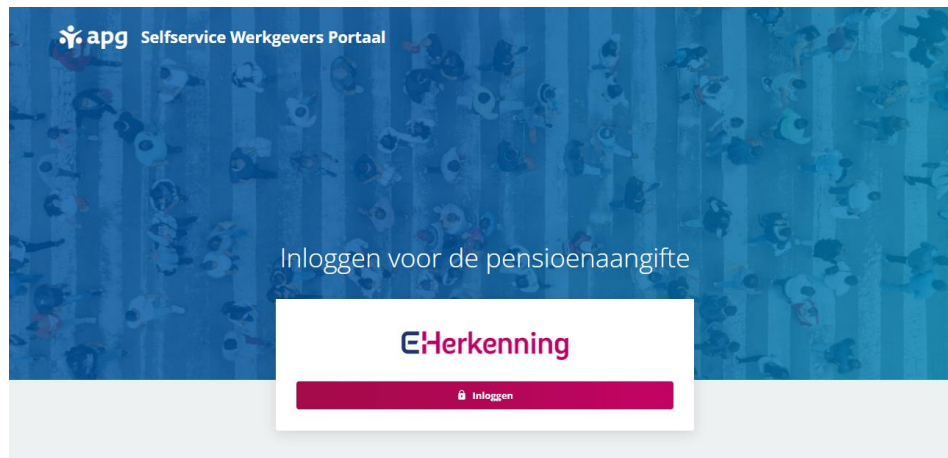 apg Selfservice Werkgevers Portaal
Inloggen voor de pensioenaangifte
eHerkenning
Inloggen